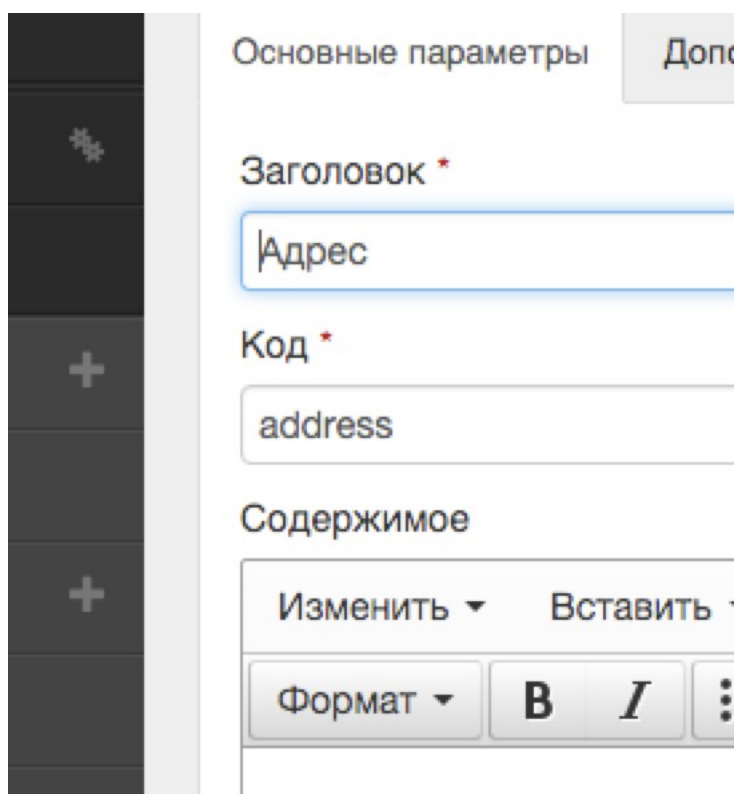 Основные параметры
Заголовок *
Адрес
Код *
address
Содержимое
Изменить Вставить
Формат B I